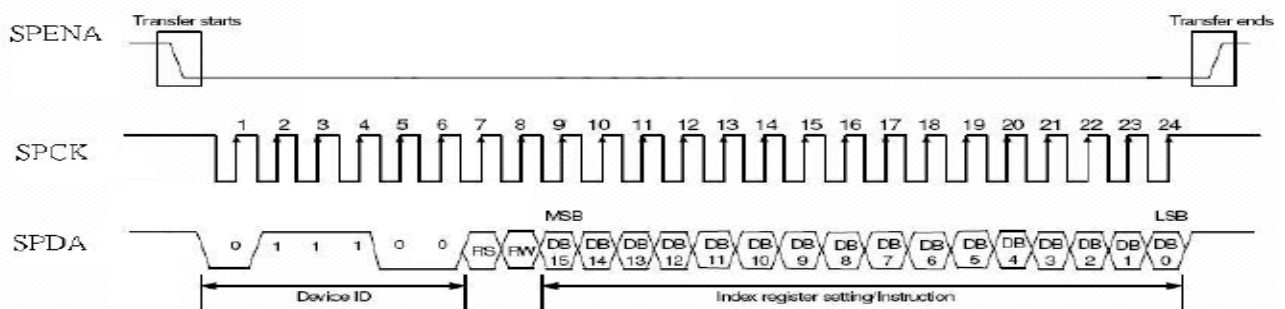 Transfer starts
Transfer ends
SPENA
1 2 3 4 5 6 7 8 9 10 11 12 13 14 15 16 17 18 19 20 21 22 23 24
SPCK
MSB
LSB
SPDA
0 1 1 1 0 0 RS RW DB 15 DB 14 DB 13 DB 12 DB 11 DB 10 DB 9 DB 8 DB 7 DB 6 DB 5 DB 4 DB 3 DB 2 DB 1 DB 0
Device ID
Index register setting/Instruction